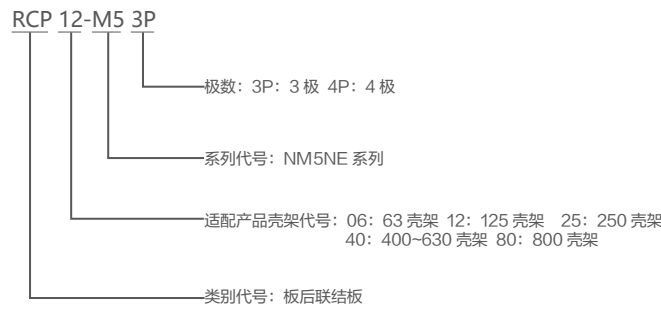 RCP 12-M5 3P
极数：3P：3 极 4P：4 极
系列代号：NM5NE 系列
适配产品壳架代号：06：63 壳架 12：125 壳架 25：250 壳架
40：400~630 壳架 80：800 壳架
类别代号：板后联结板